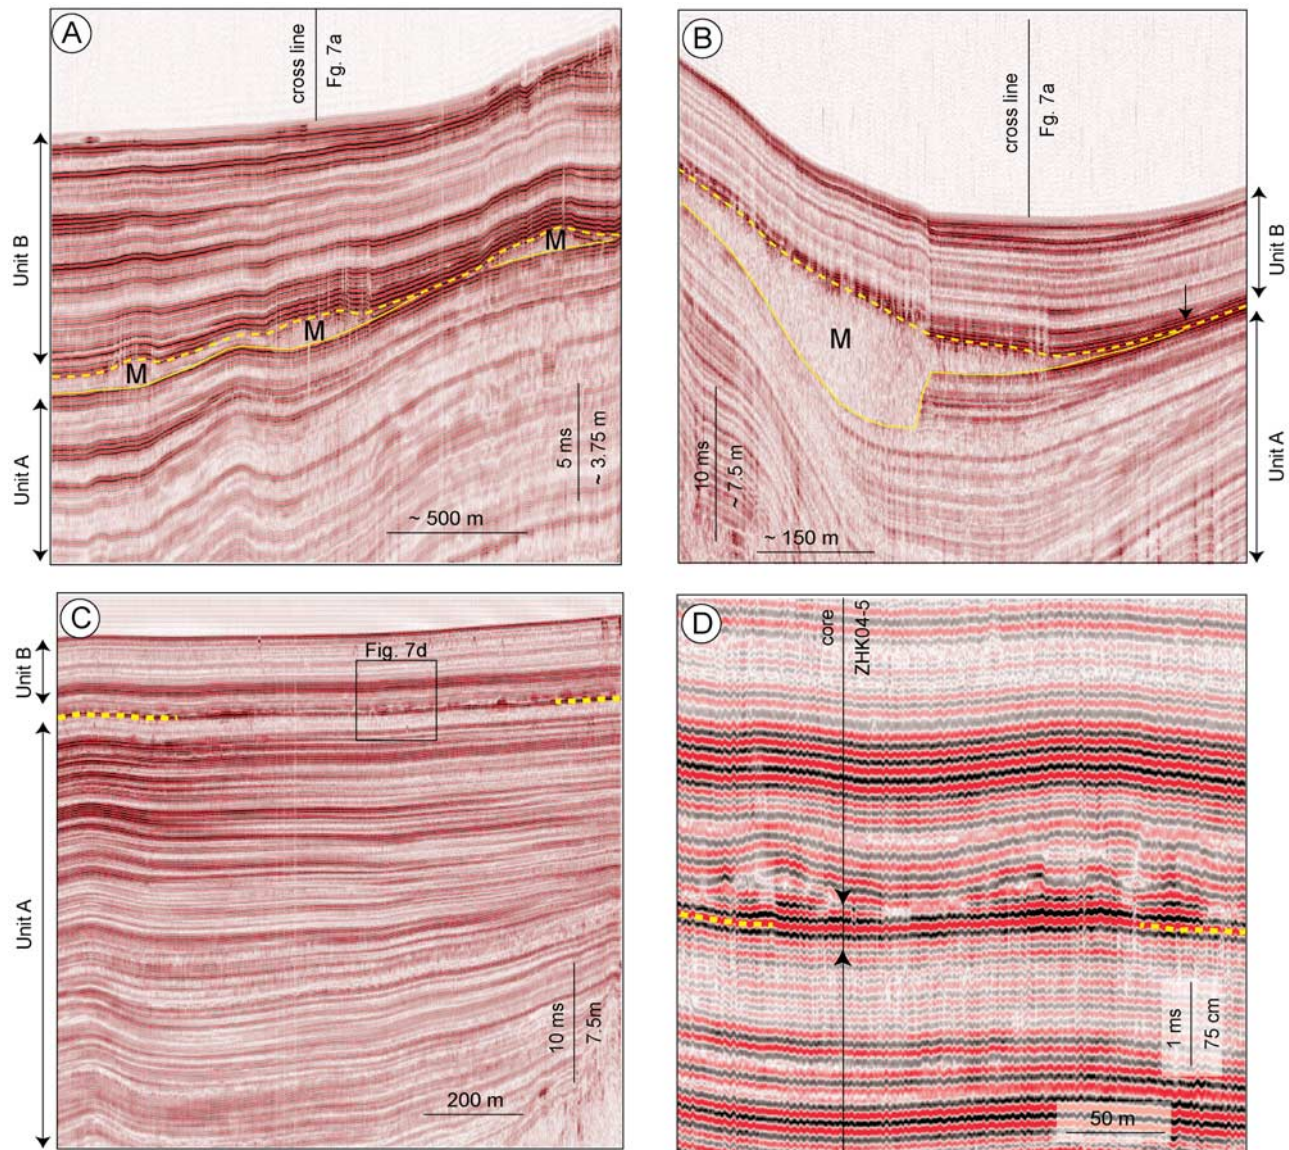 A
cross line
Fg. 7a
Unit B
Unit A
M
M
M
5 ms
~ 3.75 m
~ 500 m
B
cross line
Fg. 7a
Unit B
Unit A
M
10 ms
~ 7.5 m
~ 150 m
C
Unit B
Unit A
Fig. 7d
10 ms
7.5m
200 m
D
core
ZHK04-5
1 ms
75 cm
50 m